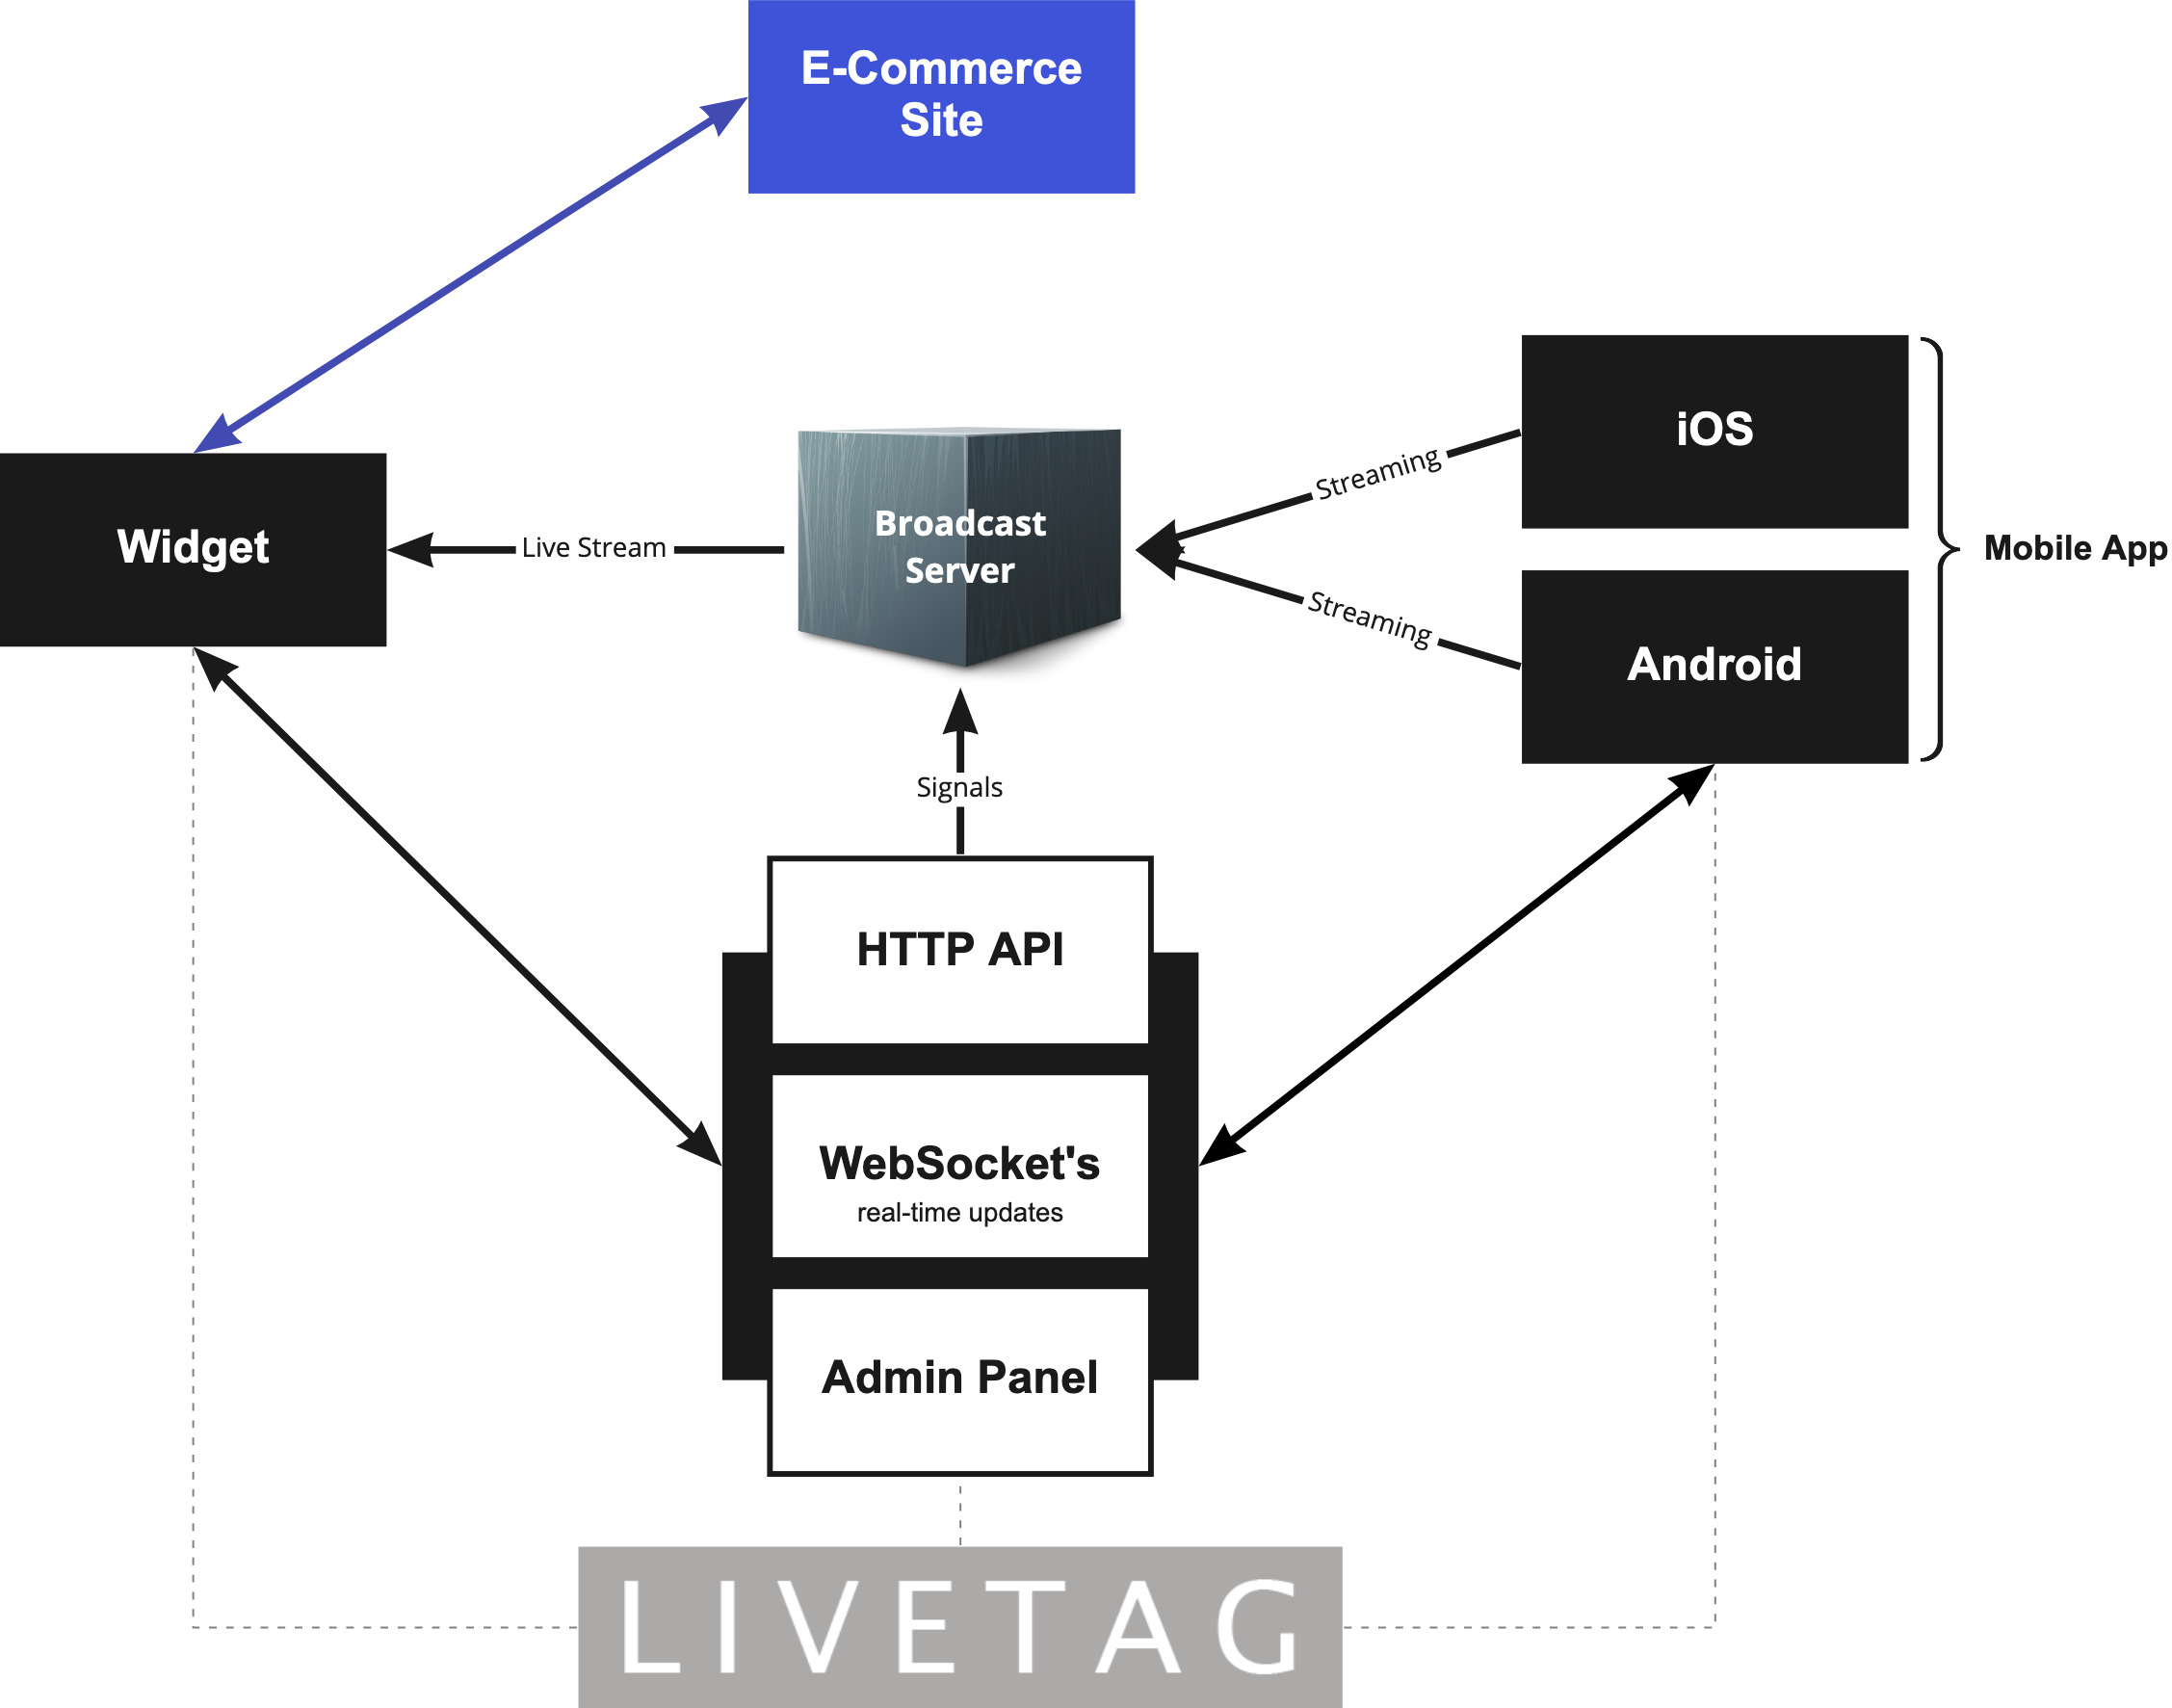 E-Commerce
Site
Widget
Live Stream
Broadcast
Server
Streaming
Streaming
iOS
Android
Mobile App
Signals
HTTP API
WebSocket's
real-time updates
Admin Panel
LIVETAG